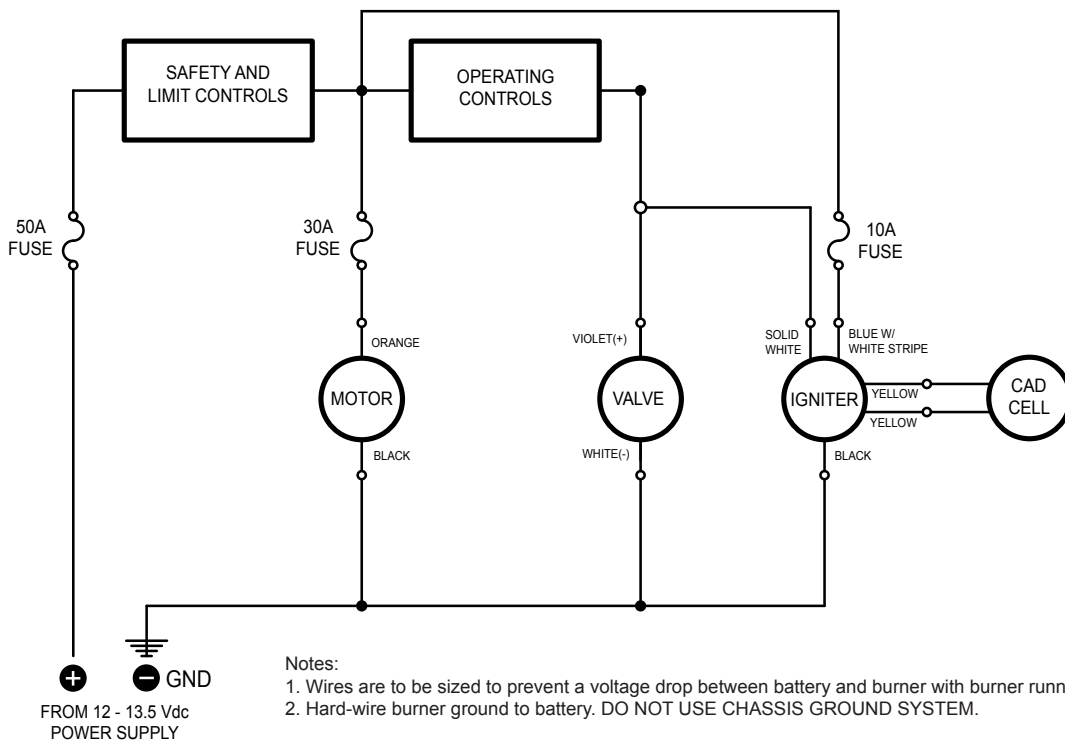 SAFETY AND
LIMIT CONTROLS
OPERATING
CONTROLS
50A
FUSE
30A
FUSE
10A
FUSE
ORANGE
VIOLET(+)
SOLID
WHITE
BLUE W/
WHITE STRIPE
MOTOR
VALVE
IGNITER
YELLOW
YELLOW
CAD
CELL
BLACK
WHITE(-)
BLACK
+
− GND
FROM 12 - 13.5 Vdc
POWER SUPPLY
Notes:
1. Wires are to be sized to prevent a voltage drop between battery and burner with burner
2. Hard-wire burner ground to battery. DO NOT USE CHASSIS GROUND SYSTEM.